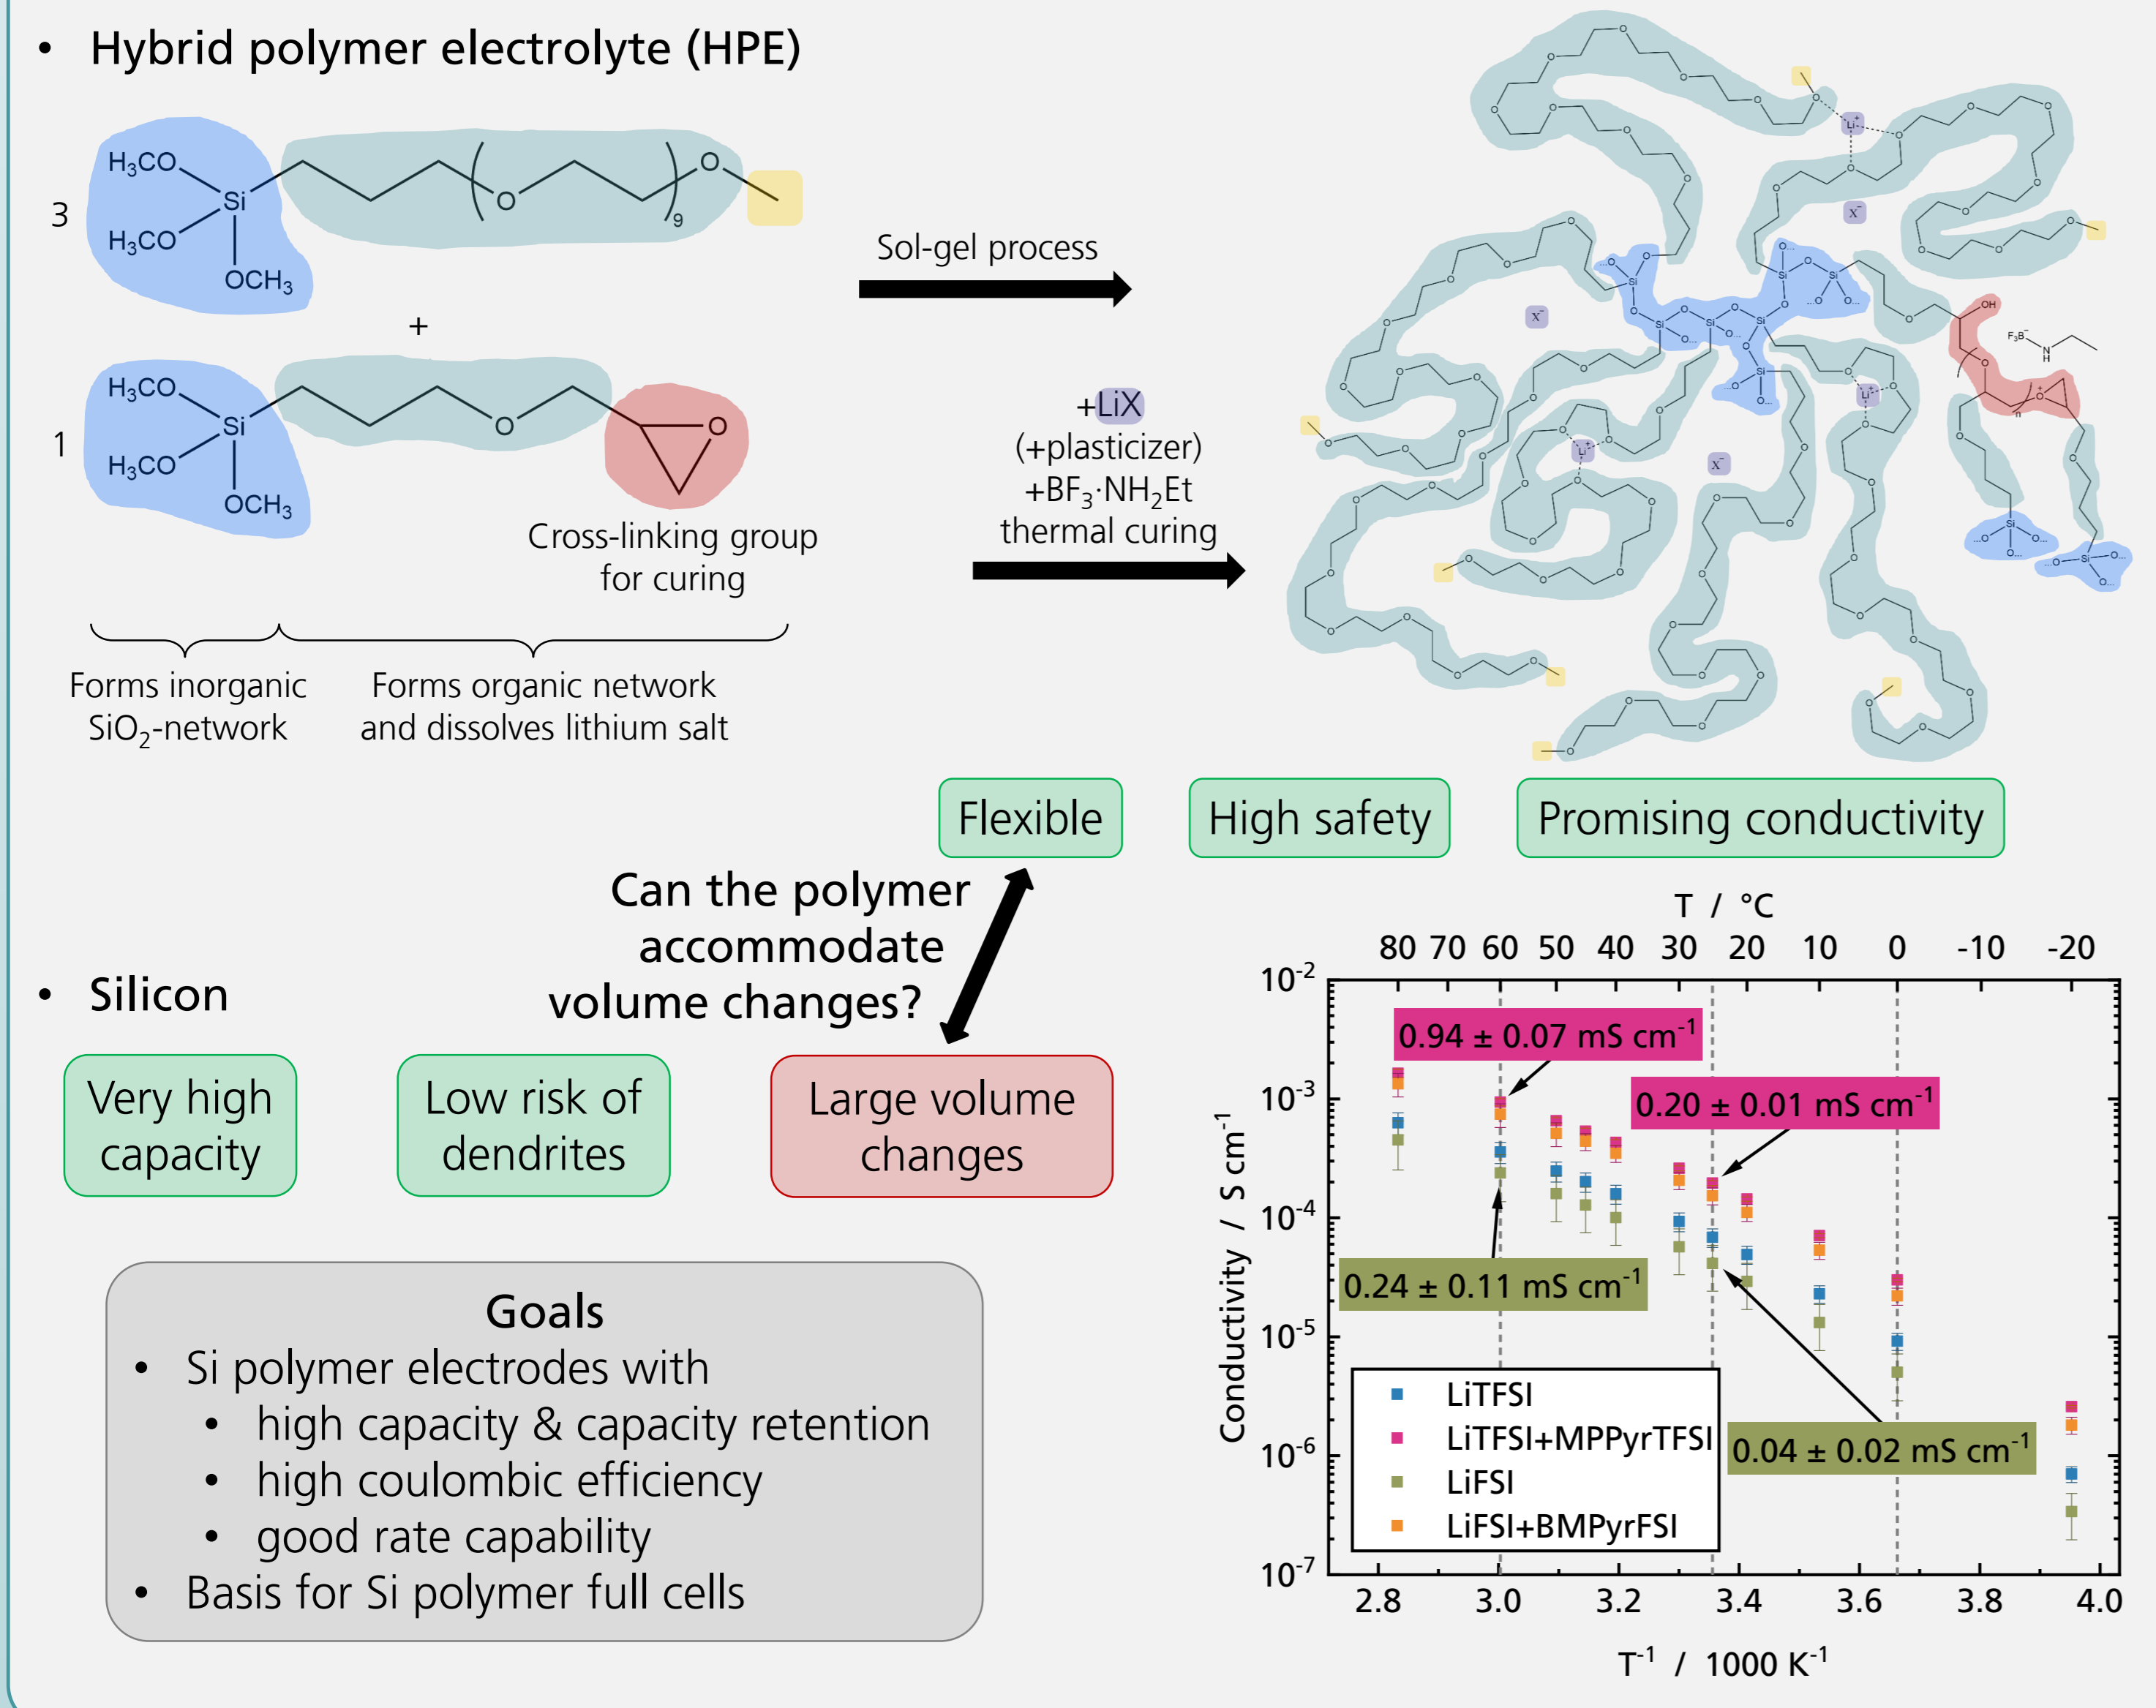 • Hybrid polymer electrolyte (HPE)
3
H₃CO
H₃CO
Si
OCH₃
O
9
O
+
1
H₃CO
H₃CO
Si
OCH₃
O
O
Cross-linking group
for curing
Forms inorganic
SiO₂-network
Forms organic network
and dissolves lithium salt
Sol-gel process
+LiX
(+plasticizer)
+BF₃·NH₂Et
thermal curing
Li⁺
X⁻
X⁻
Li⁺
Li⁺
X⁻
OH
F₃B⁻
N
H
n
Flexible
High safety
Promising conductivity
Can the polymer
accommodate
volume changes?
• Silicon
Very high
capacity
Low risk of
dendrites
Large volume
changes
Goals
• Si polymer electrodes with
• high capacity & capacity retention
• high coulombic efficiency
• good rate capability
• Basis for Si polymer full cells
T / °C
80 70 60 50 40 30 20 10 0 -10 -20
Conductivity / S cm⁻¹
10⁻²
10⁻³
10⁻⁴
10⁻⁵
10⁻⁶
10⁻⁷
0.94 ± 0.07 mS cm⁻¹
0.20 ± 0.01 mS cm⁻¹
0.24 ± 0.11 mS cm⁻¹
0.04 ± 0.02 mS cm⁻¹
LiTFSI
LiTFSI+MPPyrTFSI
LiFSI
LiFSI+BMPyrFSI
2.8 3.0 3.2 3.4 3.6 3.8 4.0
T⁻¹ / 1000 K⁻¹